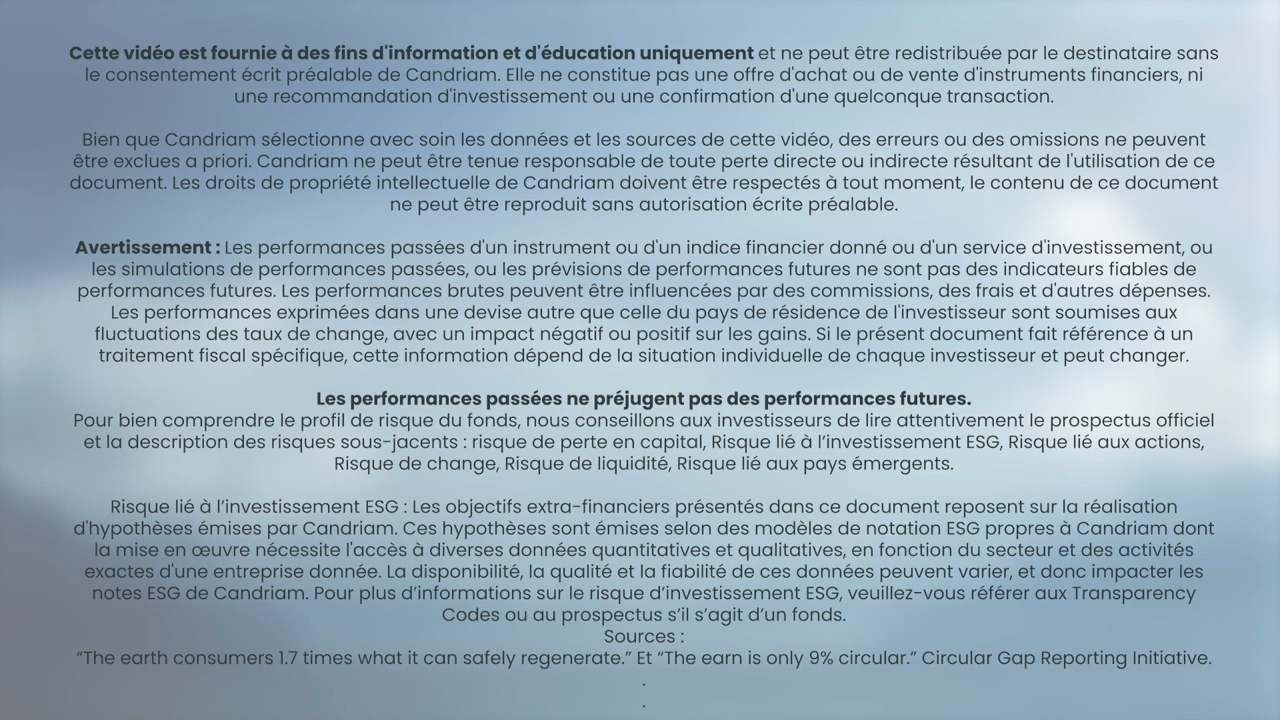 Cette vidéo est fournie à des fins d'information et d'éducation uniquement et ne peut être redistribuée par le destinataire sans
le consentement écrit préalable de Candriam. Elle ne constitue pas une offre d'achat ou de vente d'instruments financiers, ni
une recommandation d'investissement ou une confirmation d'une quelconque transaction.
Bien que Candriam sélectionne avec soin les données et les sources de cette vidéo, des erreurs ou des omissions ne peuvent
être exclues a priori. Candriam ne peut être tenue responsable de toute perte directe ou indirecte résultant de l'utilisation de ce
document. Les droits de propriété intellectuelle de Candriam doivent être respectés à tout moment, le contenu de ce document
ne peut être reproduit sans autorisation écrite préalable.
Avertissement : Les performances passées d'un instrument ou d'un indice financier donné ou d'un service d'investissement, ou
les simulations de performances passées, ou les prévisions de performances futures ne sont pas des indicateurs fiables de
performances futures. Les performances brutes peuvent être influencées par des commissions, des frais et d'autres dépenses.
Les performances exprimées dans une devise autre que celle du pays de résidence de l'investisseur sont soumises aux
fluctuations des taux de change, avec un impact négatif ou positif sur les gains. Si le présent document fait référence à un
traitement fiscal spécifique, cette information dépend de la situation individuelle de chaque investisseur et peut changer.
Les performances passées ne préjugent pas des performances futures.
Pour bien comprendre le profil de risque du fonds, nous conseillons aux investisseurs de lire attentivement le prospectus officiel
et la description des risques sous-jacents : risque de perte en capital, Risque lié à l’investissement ESG, Risque lié aux actions,
Risque de change, Risque de liquidité, Risque lié aux pays émergents.
Risque lié à l’investissement ESG : Les objectifs extra-financiers présentés dans ce document reposent sur la réalisation
d'hypothèses émises par Candriam. Ces hypothèses sont émises selon des modèles de notation ESG propres à Candriam dont
la mise en œuvre nécessite l'accès à diverses données quantitatives et qualitatives, en fonction du secteur et des activités
exactes d'une entreprise donnée. La disponibilité, la qualité et la fiabilité de ces données peuvent varier, et donc impacter les
notes ESG de Candriam. Pour plus d’informations sur le risque d’investissement ESG, veuillez-vous référer aux Transparency
Codes ou au prospectus s’il s’agit d’un fonds.
Sources :
“The earth consumers 1.7 times what it can safely regenerate.” Et “The earn is only 9% circular.” Circular Gap Reporting Initiative.
.
.